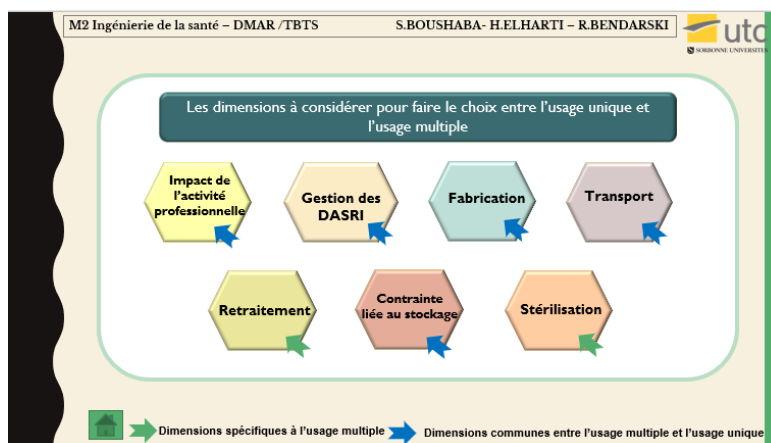 M2 Ingénierie de la santé – DMAR /TBTS
S.BOUSHABA- H.ELHARTI – R.BENDARSKI
utc
SORBONNE UNIVERSITES
Les dimensions à considérer pour faire le choix entre l'usage unique et
l'usage multiple
Impact de
l'activité
professionnelle
Gestion des
DASRI
Fabrication
Transport
Retraitement
Contrainte
liée au stockage
Stérilisation
Dimensions spécifiques à l'usage multiple
Dimensions communes entre l'usage multiple et l'usage unique